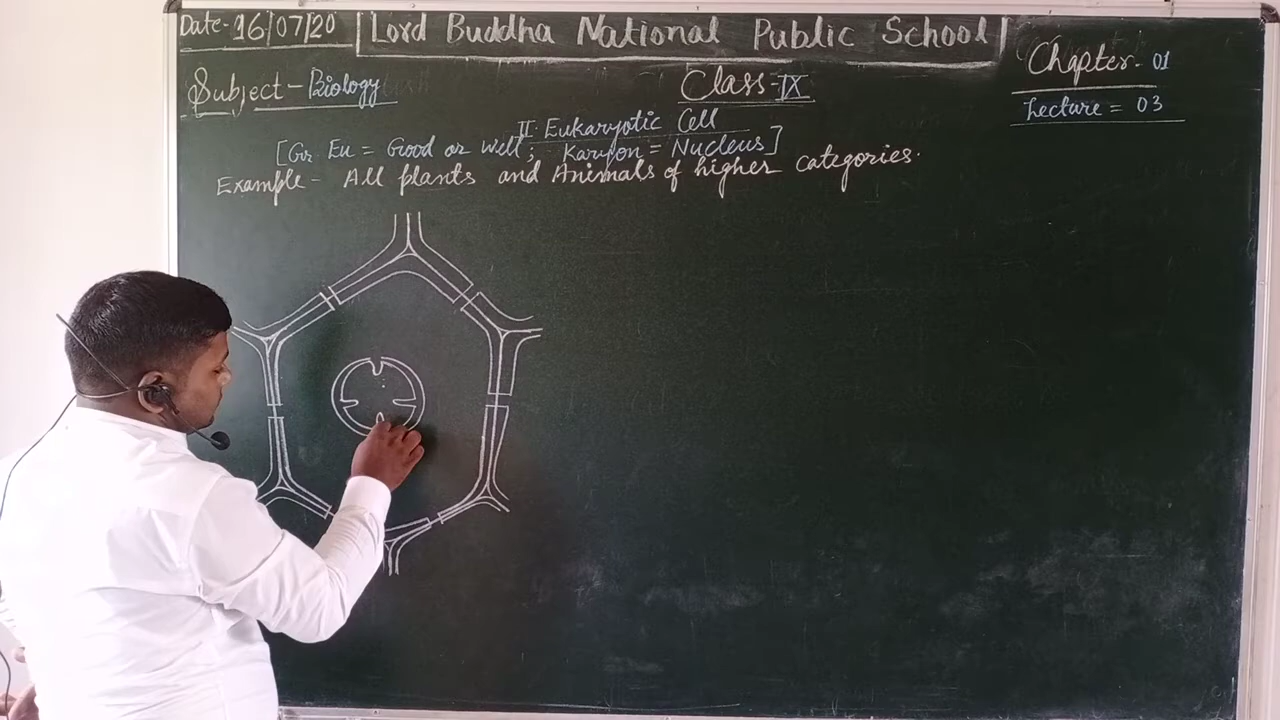 Date- 16/07/20
Lord Buddha National Public School
Subject - Biology
Class-IX
Chapter- 01
Lecture = 03
II. Eukaryotic Cell
[Gr. Eu = Good or Well; Karyon = Nucleus]
Example - All plants and Animals of higher categories.